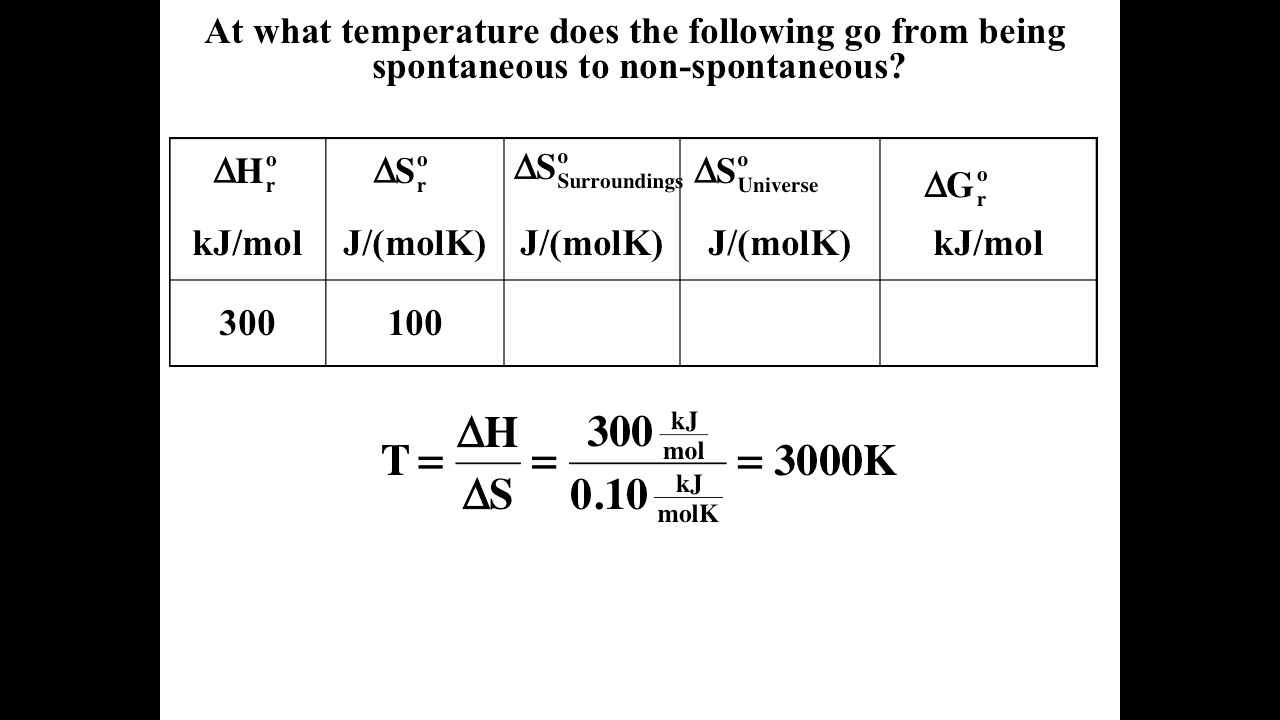 At what temperature does the following go from being
spontaneous to non-spontaneous?
ΔH°r ΔS°r ΔS°Surroundings ΔS°Universe ΔG°r
kJ/mol J/(molK) J/(molK) J/(molK) kJ/mol
300 100
T = ΔH/ΔS = 300 kJ/mol / 0.10 kJ/molK = 3000K